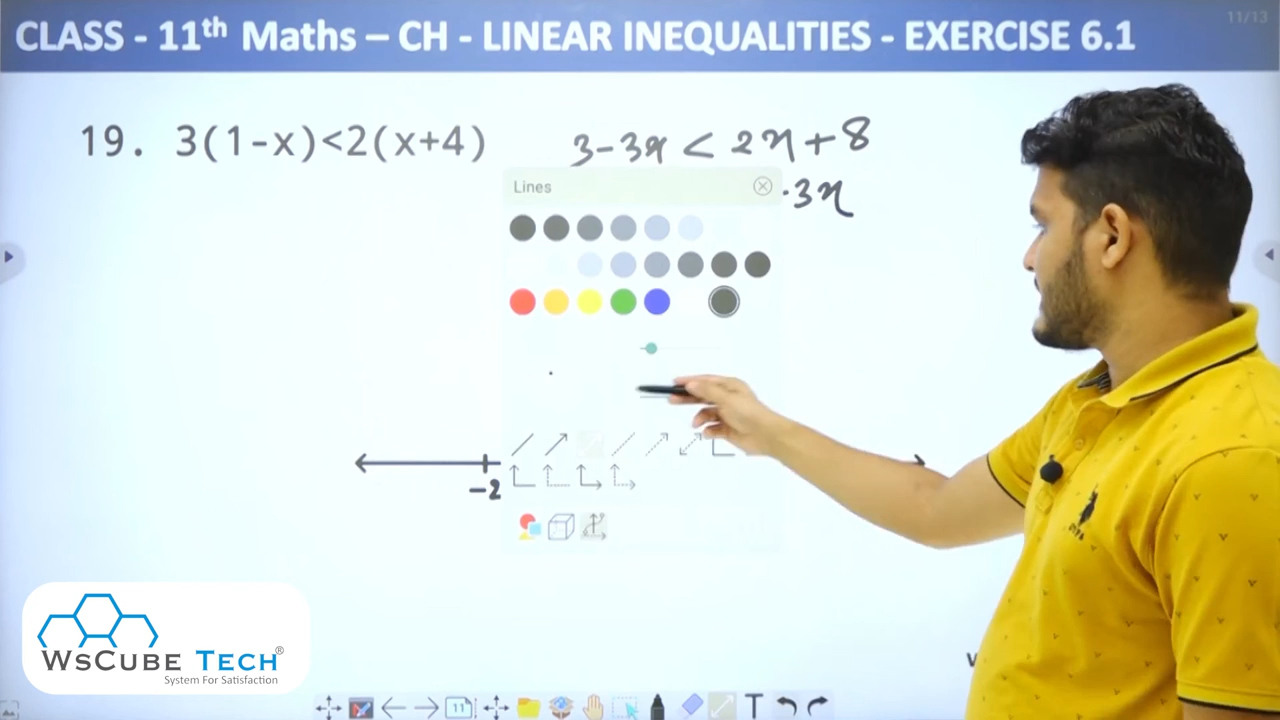 11/13
CLASS - 11th Maths – CH - LINEAR INEQUALITIES - EXERCISE 6.1
19. 3(1-x)<2(x+4)
3-3x < 2x+8
Lines
3x
-2
WsCube Tech®
System For Satisfaction
11
T